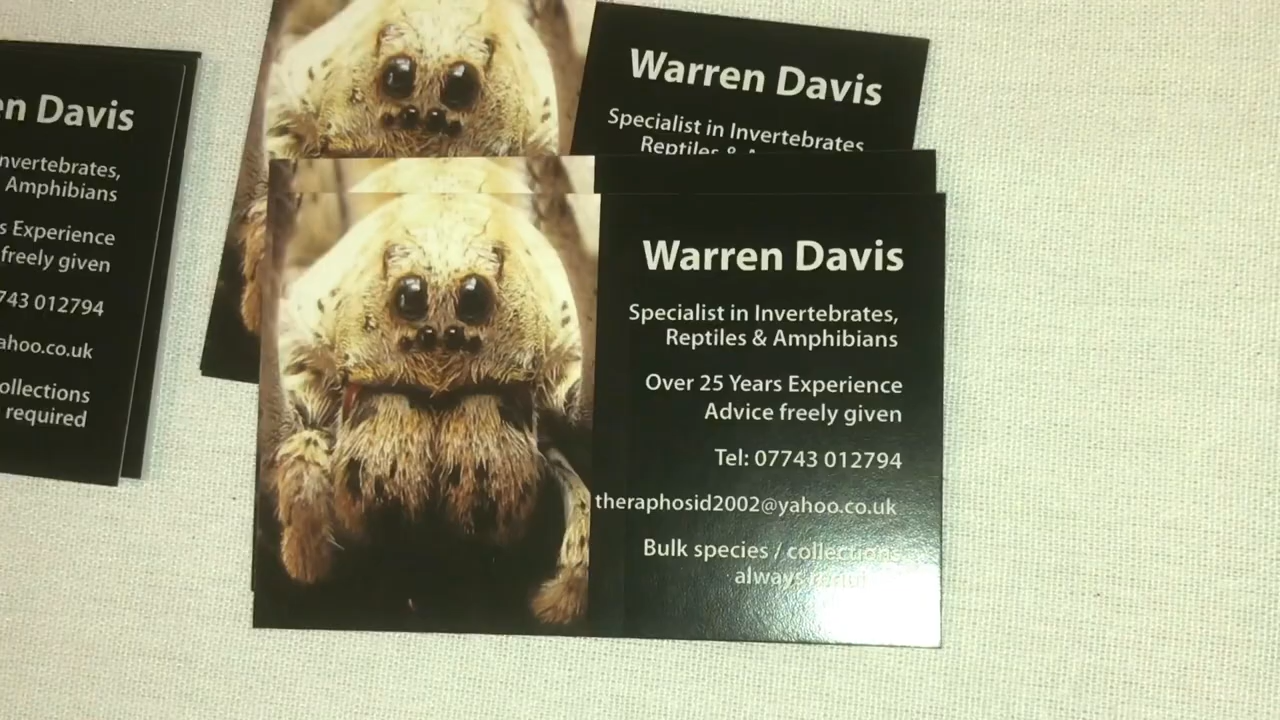 en Davis
nvertebrates,
Amphibians
s Experience
freely given
743 012794
ahoo.co.uk
ollections
required
Warren Davis
Specialist in Invertebrates
Reptiles &
Warren Davis
Specialist in Invertebrates,
Reptiles & Amphibians
Over 25 Years Experience
Advice freely given
Tel: 07743 012794
theraphosid2002@yahoo.co.uk
Bulk species / collections
always